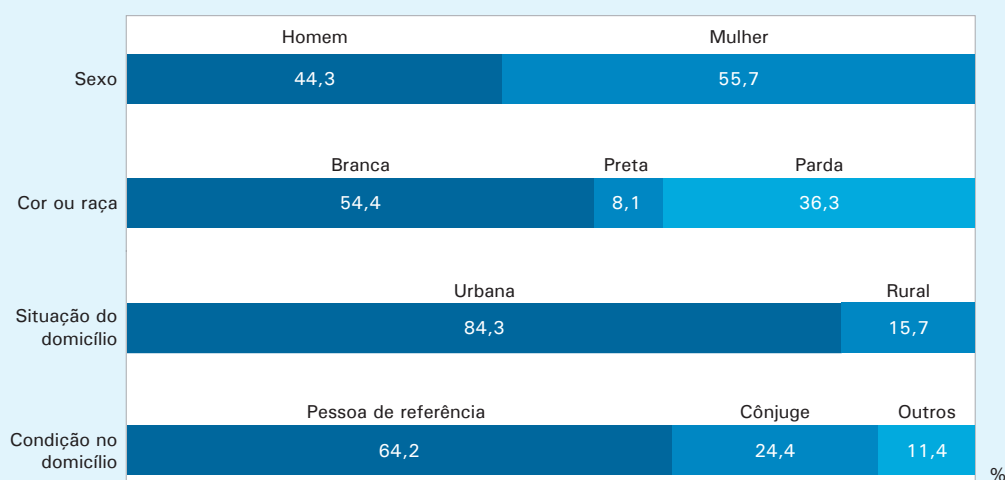 Homem Mulher
Sexo 44,3 55,7
Branca Preta Parda
Cor ou raça 54,4 8,1 36,3
Urbana Rural
Situação do
domicílio
84,3 15,7
Pessoa de referência Cônjuge Outros
Condição no
domicílio
64,2 24,4 11,4
%